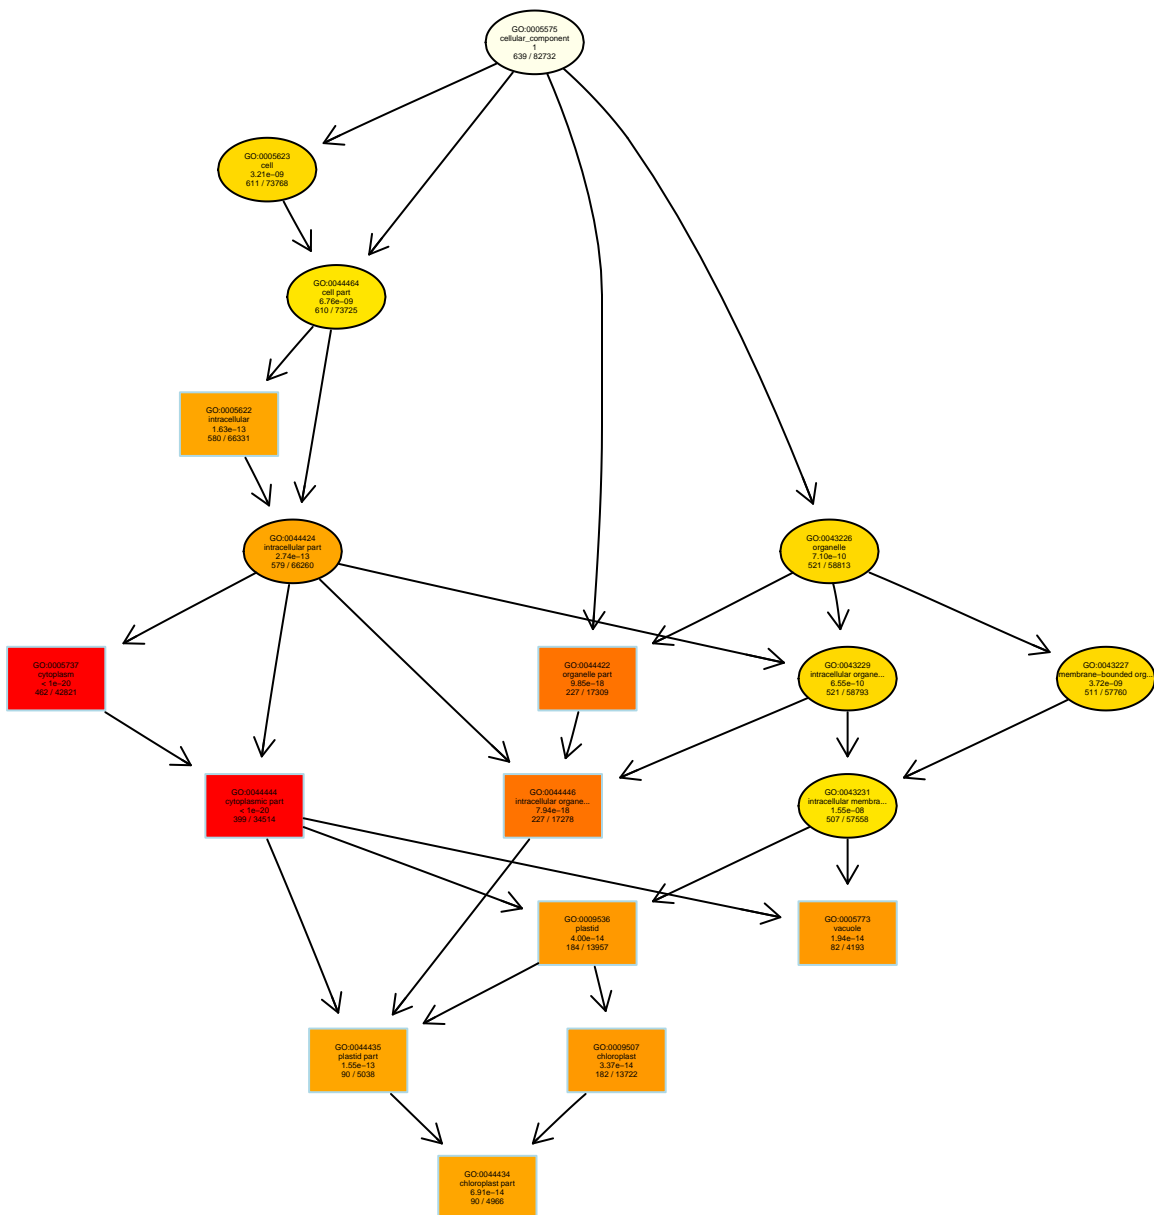 GO:0005575
cellular_component
1
639 / 82732
GO:0005623
cell
3.21e−09
611 / 73768
GO:0044464
cell part
6.76e−09
610 / 73725
GO:0005622
intracellular
1.63e−13
580 / 66331
GO:0044424
intracellular part
2.74e−13
579 / 66260
GO:0043226
organelle
7.10e−10
521 / 58813
GO:0005737
cytoplasm
< 1e−20
462 / 42821
GO:0044422
organelle part
9.85e−18
227 / 17309
GO:0043229
intracellular organe...
6.55e−10
521 / 58793
GO:0043227
membrane−bounded org...
3.72e−09
511 / 57760
GO:0044444
cytoplasmic part
< 1e−20
399 / 34514
GO:0044446
intracellular organe...
7.94e−18
227 / 17278
GO:0043231
intracellular membra...
1.55e−08
507 / 57558
GO:0009536
plastid
4.00e−14
184 / 13957
GO:0005773
vacuole
1.94e−14
82 / 4193
GO:0044435
plastid part
1.55e−13
90 / 5038
GO:0009507
chloroplast
3.37e−14
182 / 13722
GO:0044434
chloroplast part
6.91e−14
90 / 4966